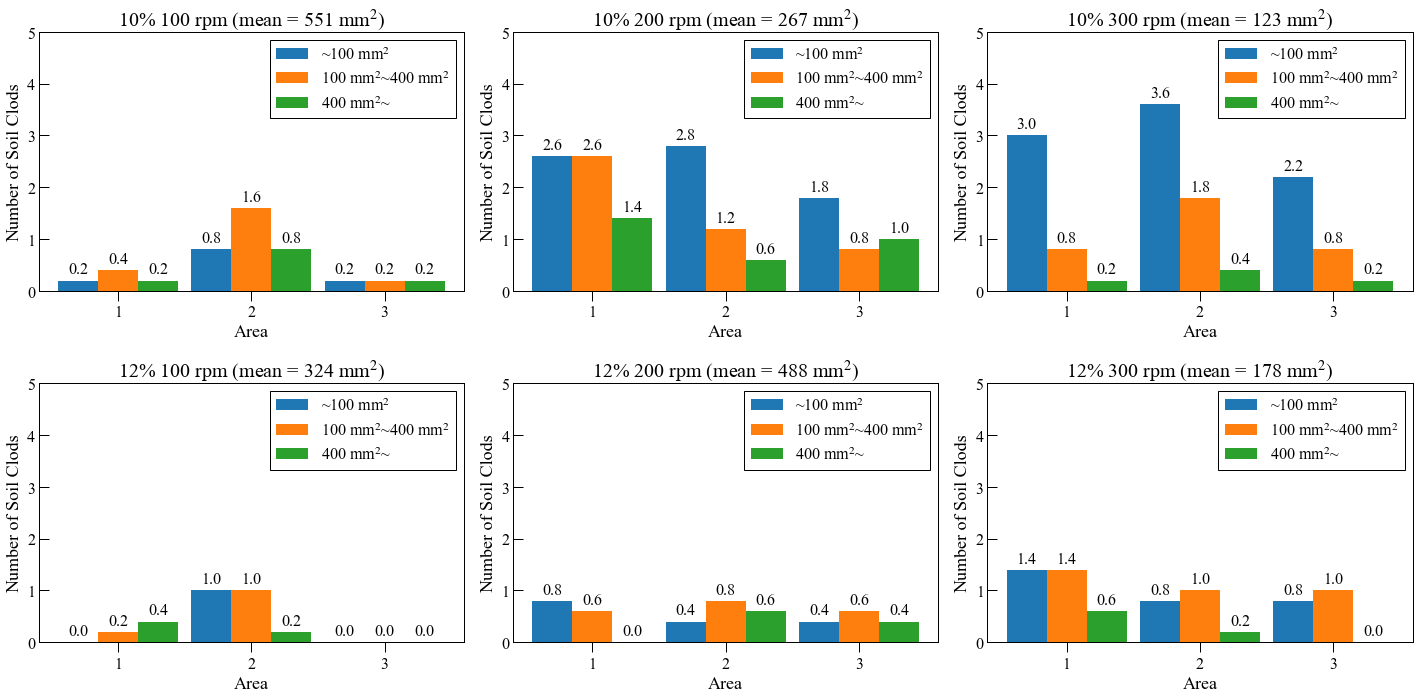 10% 100 rpm (mean = 551 mm²)
~100 mm²
100 mm²~400 mm²
400 mm²~
Number of Soil Clods
5
4
3
2
1
0
0.2 0.4 0.2 0.8 1.6 0.8 0.2 0.2 0.2
1 2 3
Area
10% 200 rpm (mean = 267 mm²)
~100 mm²
100 mm²~400 mm²
400 mm²~
Number of Soil Clods
5
4
3
2
1
0
2.6 2.6 1.4 2.8 1.2 0.6 1.8 0.8 1.0
1 2 3
Area
10% 300 rpm (mean = 123 mm²)
~100 mm²
100 mm²~400 mm²
400 mm²~
Number of Soil Clods
5
4
3
2
1
0
3.0 0.8 0.2 3.6 1.8 0.4 2.2 0.8 0.2
1 2 3
Area
12% 100 rpm (mean = 324 mm²)
~100 mm²
100 mm²~400 mm²
400 mm²~
Number of Soil Clods
5
4
3
2
1
0
0.0 0.2 0.4 1.0 1.0 0.2 0.0 0.0 0.0
1 2 3
Area
12% 200 rpm (mean = 488 mm²)
~100 mm²
100 mm²~400 mm²
400 mm²~
Number of Soil Clods
5
4
3
2
1
0
0.8 0.6 0.0 0.4 0.8 0.6 0.4 0.6 0.4
1 2 3
Area
12% 300 rpm (mean = 178 mm²)
~100 mm²
100 mm²~400 mm²
400 mm²~
Number of Soil Clods
5
4
3
2
1
0
1.4 1.4 0.6 0.8 1.0 0.2 0.8 1.0 0.0
1 2 3
Area